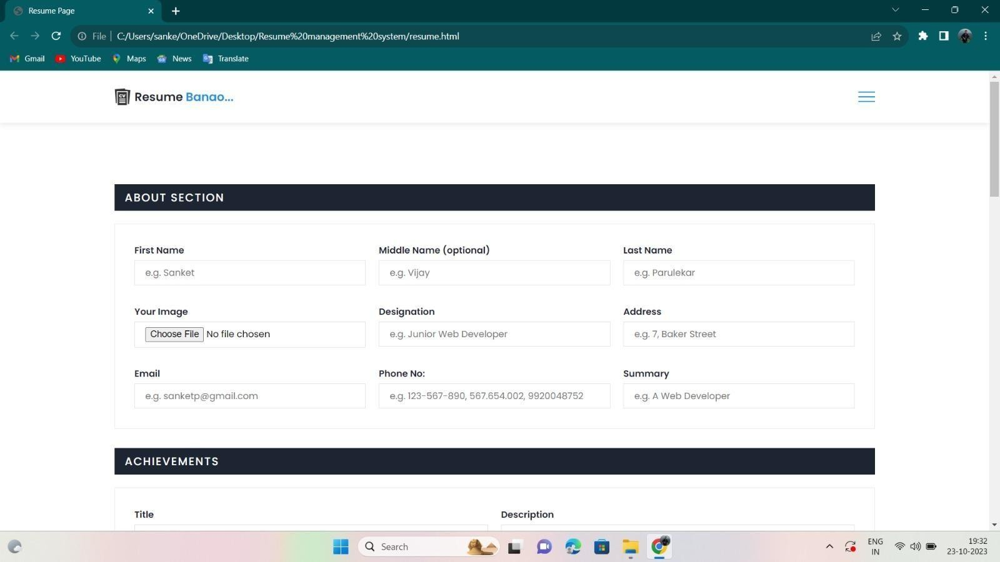 Resume Page
File
C:/Users/sanke/OneDrive/Desktop/Resume%20management%20system/resume.html
Gmail YouTube Maps News Translate
CV Resume Banao...
ABOUT SECTION
First Name Middle Name (optional) Last Name
e.g. Sanket e.g. Vijay e.g. Parulekar
Your Image Designation Address
Choose File No file chosen e.g. Junior Web Developer e.g. 7, Baker Street
Email Phone No: Summary
e.g. sanketp@gmail.com e.g. 123-567-890, 567.654.002, 9920048752 e.g. A Web Developer
ACHIEVEMENTS
Title Description
Search
ENG
IN
19:32
23-10-2023